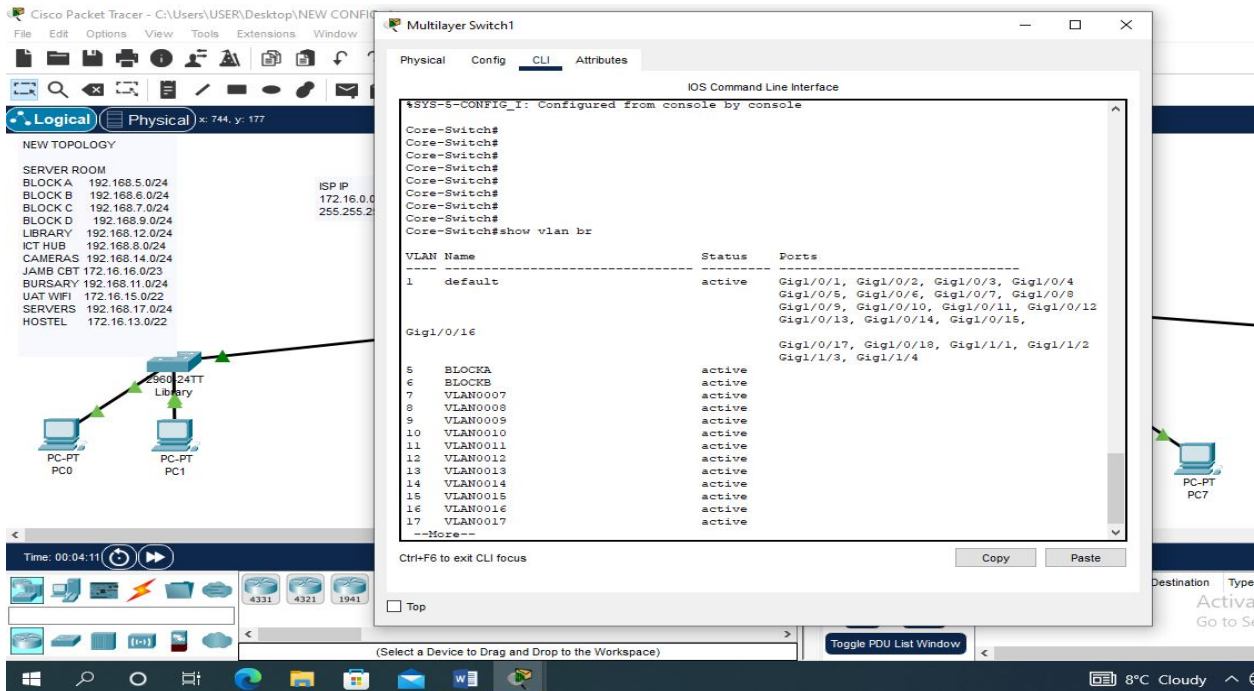 Cisco Packet Tracer - C:\Users\USER\Desktop\NEW CONFIG
File Edit Options View Tools Extensions Window
Logical Physical x: 744, y: 177
NEW TOPOLOGY
SERVER ROOM
BLOCK A 192.168.5.0/24
BLOCK B 192.168.6.0/24
BLOCK C 192.168.7.0/24
BLOCK D 192.168.9.0/24
LIBRARY 192.168.12.0/24
ICT HUB 192.168.8.0/24
CAMERAS 192.168.14.0/24
JAMB CBT 172.16.16.0/23
BURSARY 192.168.11.0/24
UAT WIFI 172.16.15.0/22
SERVERS 192.168.17.0/24
HOSTEL 172.16.13.0/22
ISP IP
172.16.0.0
255.255.2
2960-24TT
Library
PC-PT
PC0
PC-PT
PC1
Multilayer Switch1
Physical Config CLI Attributes
IOS Command Line Interface
%SYS-5-CONFIG_I: Configured from console by console
Core-Switch#
Core-Switch#
Core-Switch#
Core-Switch#
Core-Switch#
Core-Switch#
Core-Switch#
Core-Switch#
Core-Switch#show vlan br
VLAN Name Status Ports
---- -------------------------------- --------- -------------------------------
1 default active Gig1/0/1, Gig1/0/2, Gig1/0/3, Gig1/0/4
Gig1/0/5, Gig1/0/6, Gig1/0/7, Gig1/0/8
Gig1/0/9, Gig1/0/10, Gig1/0/11, Gig1/0/12
Gig1/0/13, Gig1/0/14, Gig1/0/15,
Gig1/0/16
Gig1/0/17, Gig1/0/18, Gig1/1/1, Gig1/1/2
Gig1/1/3, Gig1/1/4
5 BLOCKA active
6 BLOCKB active
7 VLAN0007 active
8 VLAN0008 active
9 VLAN0009 active
10 VLAN0010 active
11 VLAN0011 active
12 VLAN0012 active
13 VLAN0013 active
14 VLAN0014 active
15 VLAN0015 active
16 VLAN0016 active
17 VLAN0017 active
--More--
Ctrl+F6 to exit CLI focus
Copy Paste
Top
PC-PT
PC7
Time: 00:04:11
4331 4321 1941
(Select a Device to Drag and Drop to the Workspace)
Toggle PDU List Window
Destination Type
Activa
Go to Se
8°C Cloudy